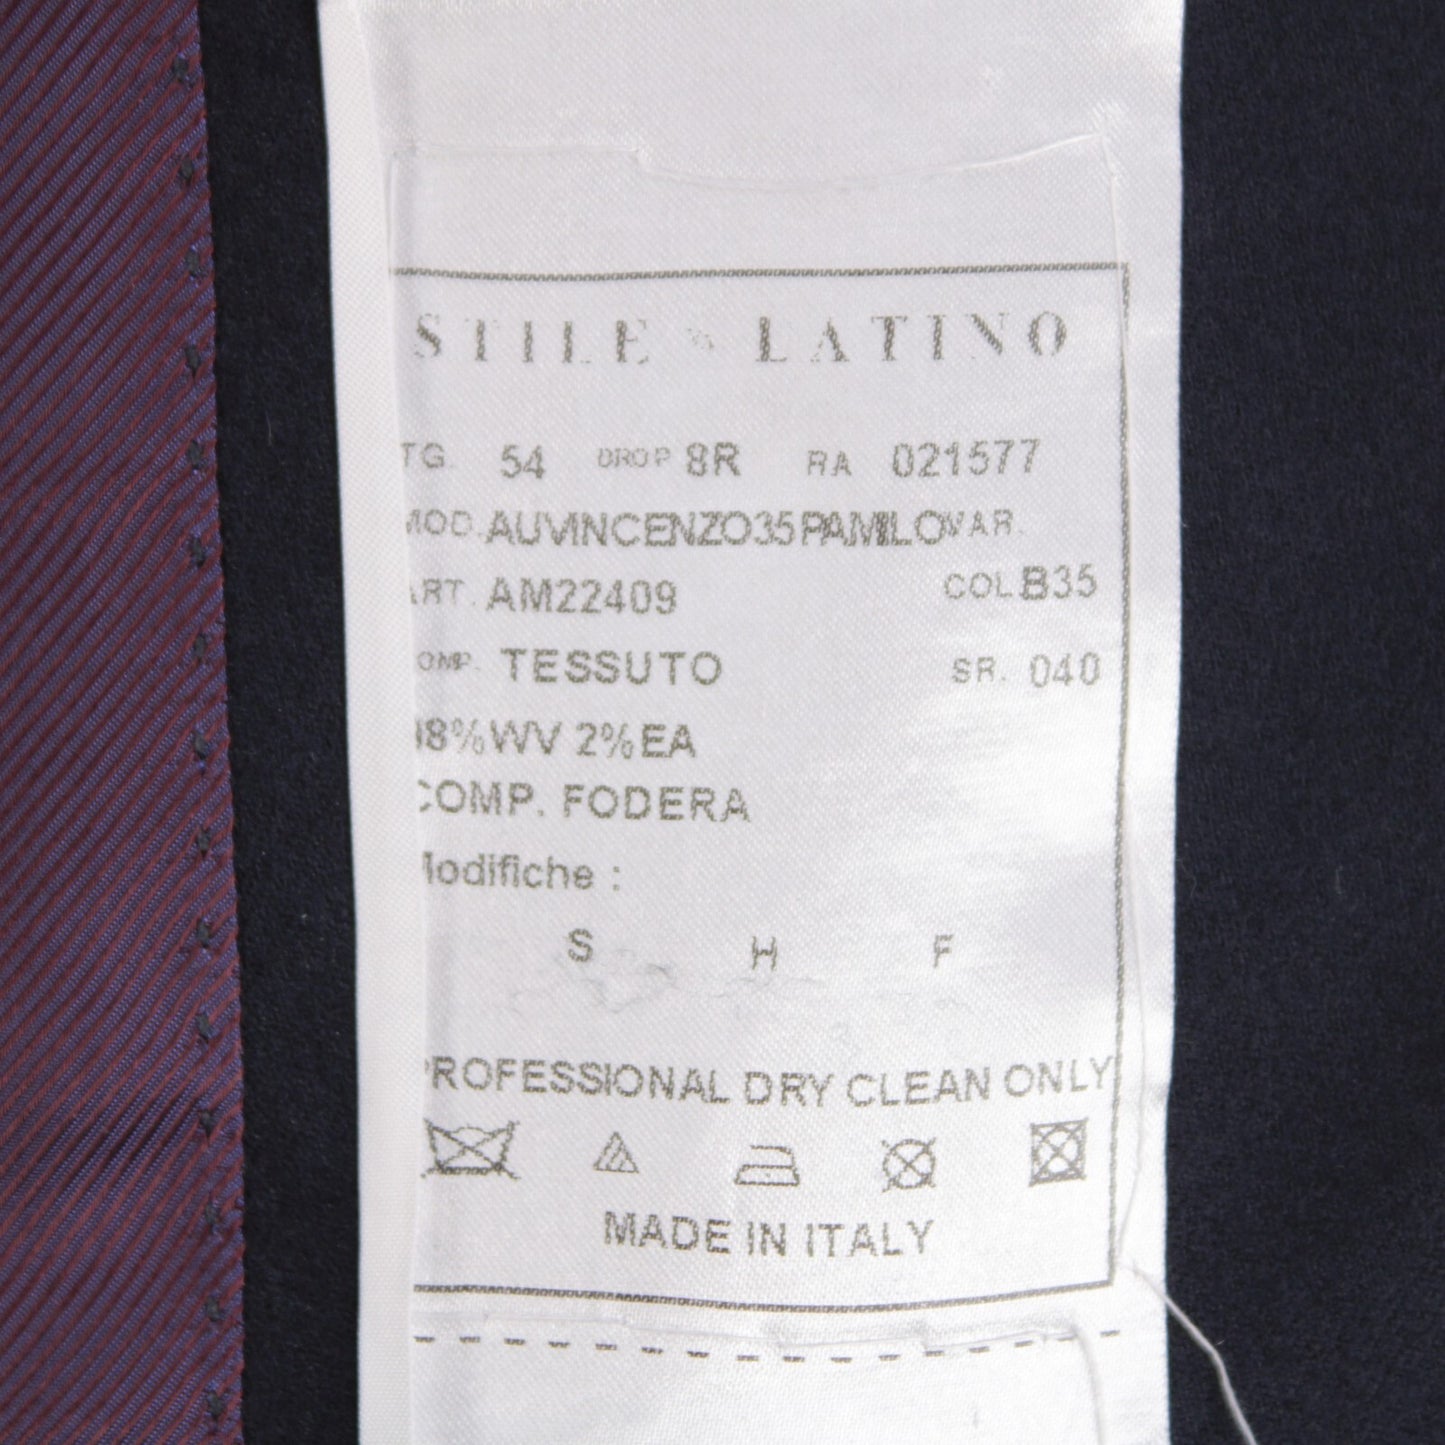 STILE LATINO
TG. 54 DROP 8R RA 021577
MOD. AUVINCENZO35PAMILO VAR.
ART. AM22409 COL B35
COMP. TESSUTO SR. 040
98% WV 2% EA
COMP. FODERA
Modifiche :
S H F
PROFESSIONAL DRY CLEAN ONLY
MADE IN ITALY